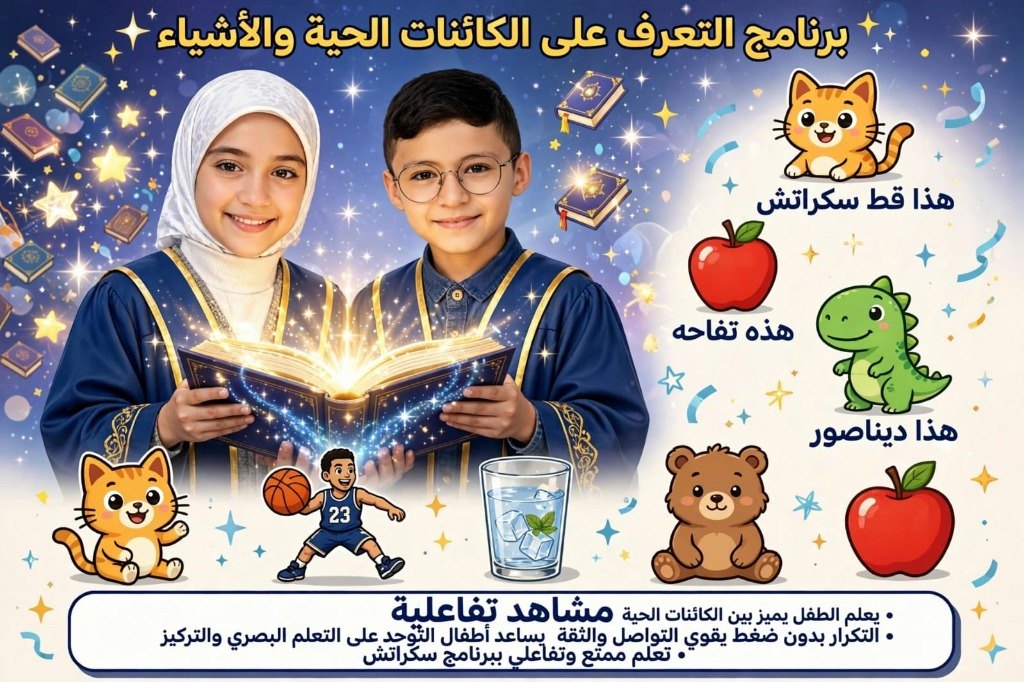 برنامج التعرف على الكائنات الحية والأشياء
هذا قط سكراتش
هذه تفاحه
هذا ديناصور
23
مشاهد تفاعلية
• يعلم الطفل يميز بين الكائنات الحية
• التكرار بدون ضغط يقوي التواصل والثقة يساعد أطفال التوحد على التعلم البصري والتركيز
• تعلم ممتع وتفاعلي ببرنامج سكراتش